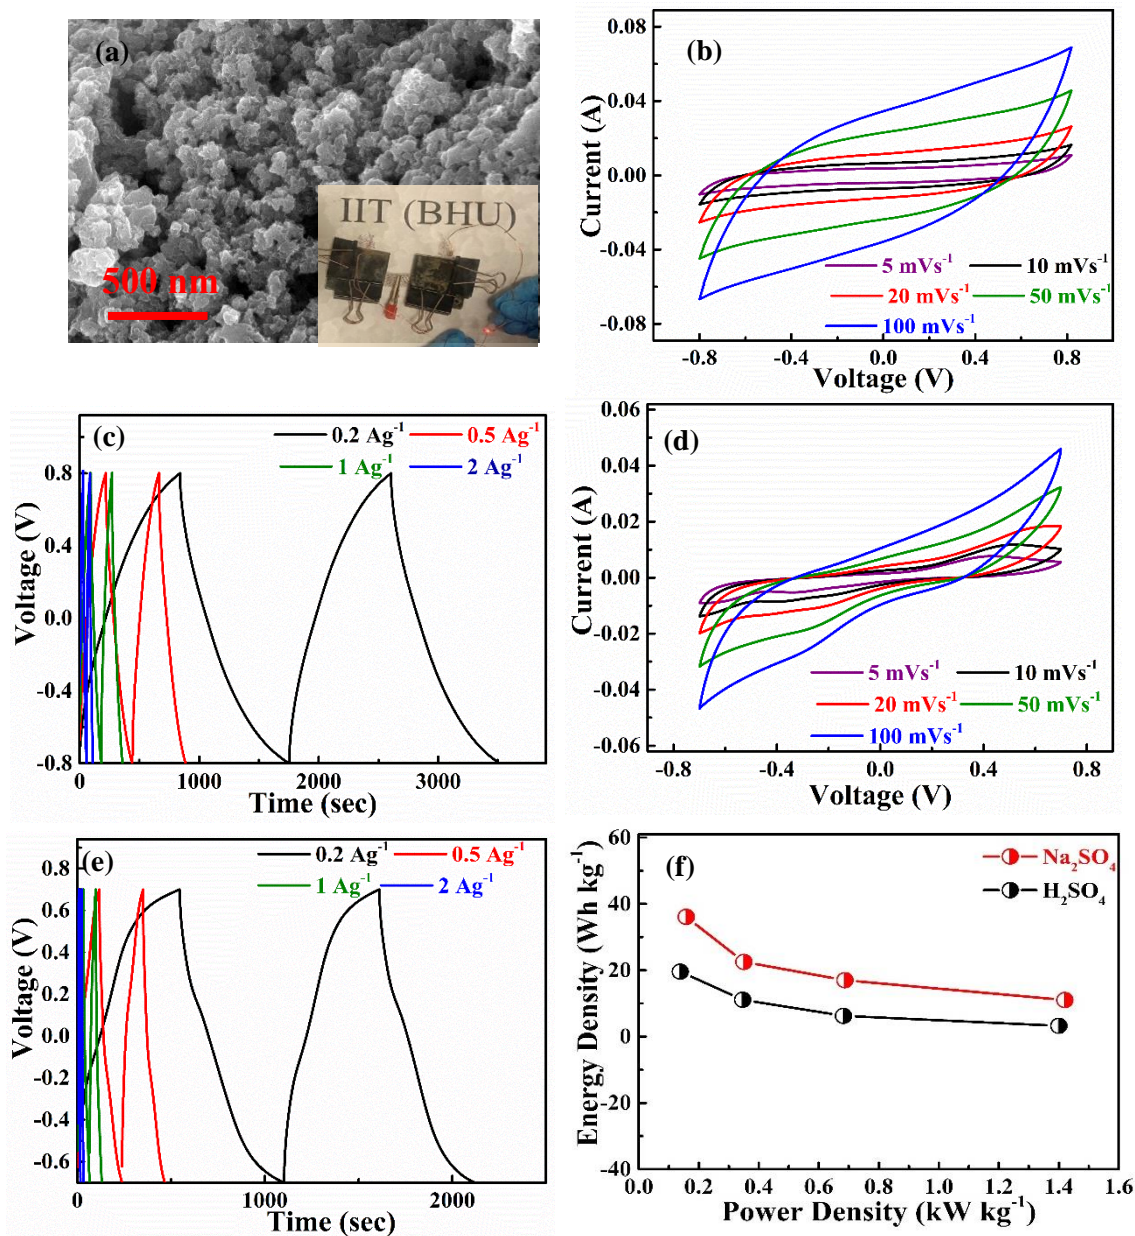 (a)
IIT (BHU)
500 nm
(b)
Current (A)
0.08
0.04
0.00
-0.04
-0.08
5 mVs⁻¹ 10 mVs⁻¹
20 mVs⁻¹ 50 mVs⁻¹
100 mVs⁻¹
-0.8 -0.4 0.0 0.4 0.8
Voltage (V)
(c)
0.2 Ag⁻¹ 0.5 Ag⁻¹
1 Ag⁻¹ 2 Ag⁻¹
Voltage (V)
0.8
0.4
0.0
-0.4
-0.8
0 1000 2000 3000
Time (sec)
(d)
Current (A)
0.06
0.04
0.02
0.00
-0.02
-0.04
-0.06
5 mVs⁻¹ 10 mVs⁻¹
20 mVs⁻¹ 50 mVs⁻¹
100 mVs⁻¹
-0.8 -0.4 0.0 0.4 0.8
Voltage (V)
(e)
0.2 Ag⁻¹ 0.5 Ag⁻¹
1 Ag⁻¹ 2 Ag⁻¹
Voltage (V)
0.6
0.4
0.2
0.0
-0.2
-0.4
-0.6
0 1000 2000
Time (sec)
(f)
Na₂SO₄
H₂SO₄
Energy Density (Wh kg⁻¹)
60
40
20
0
-20
-40
0.0 0.2 0.4 0.6 0.8 1.0 1.2 1.4 1.6
Power Density (kW kg⁻¹)